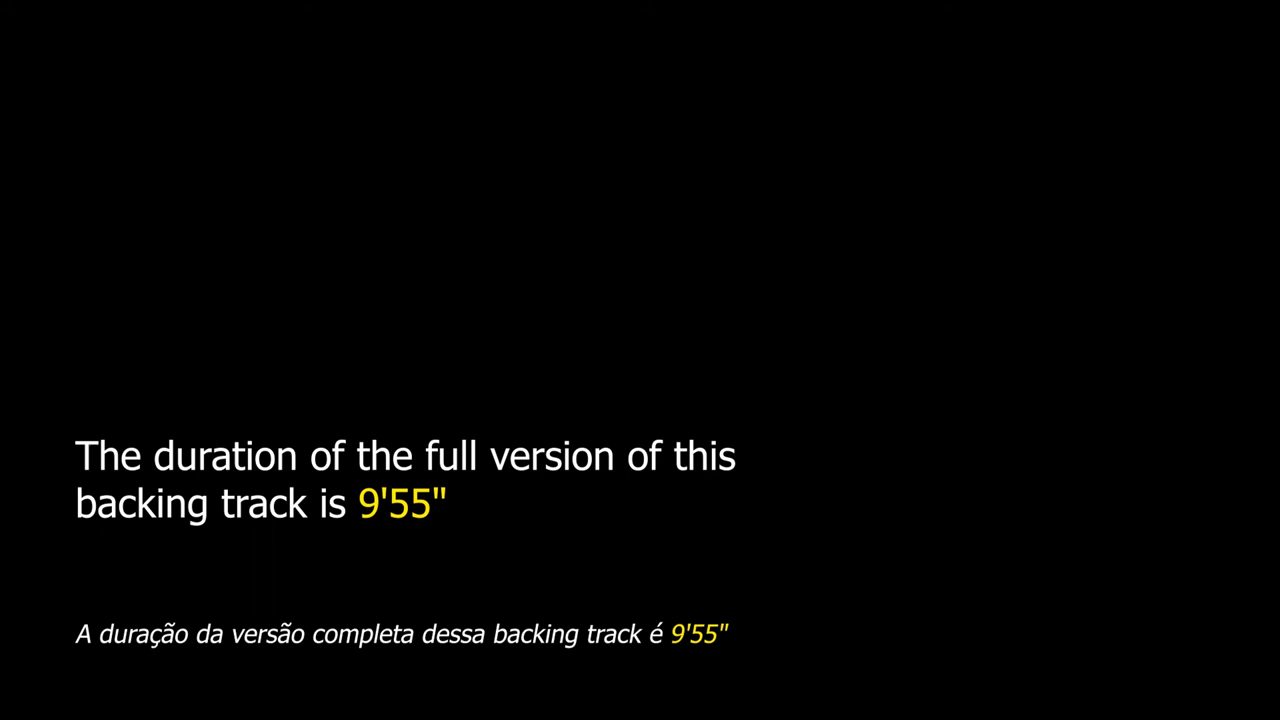 The duration of the full version of this
backing track is 9'55"
A duração da versão completa dessa backing track é 9'55"